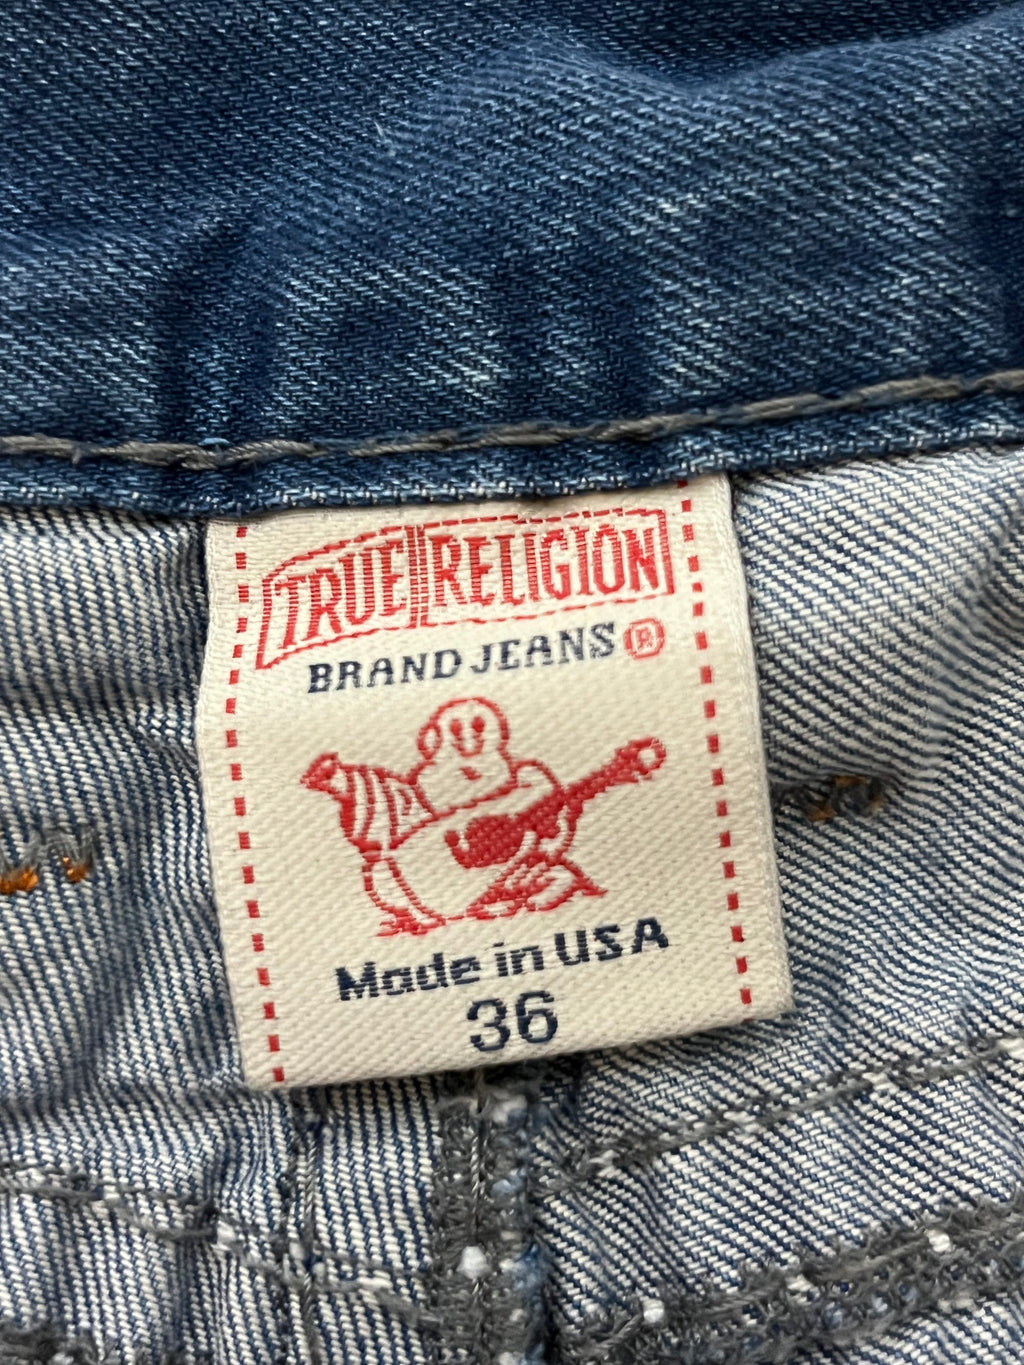 TRUE RELIGION
BRAND JEANS®
Made in USA
36